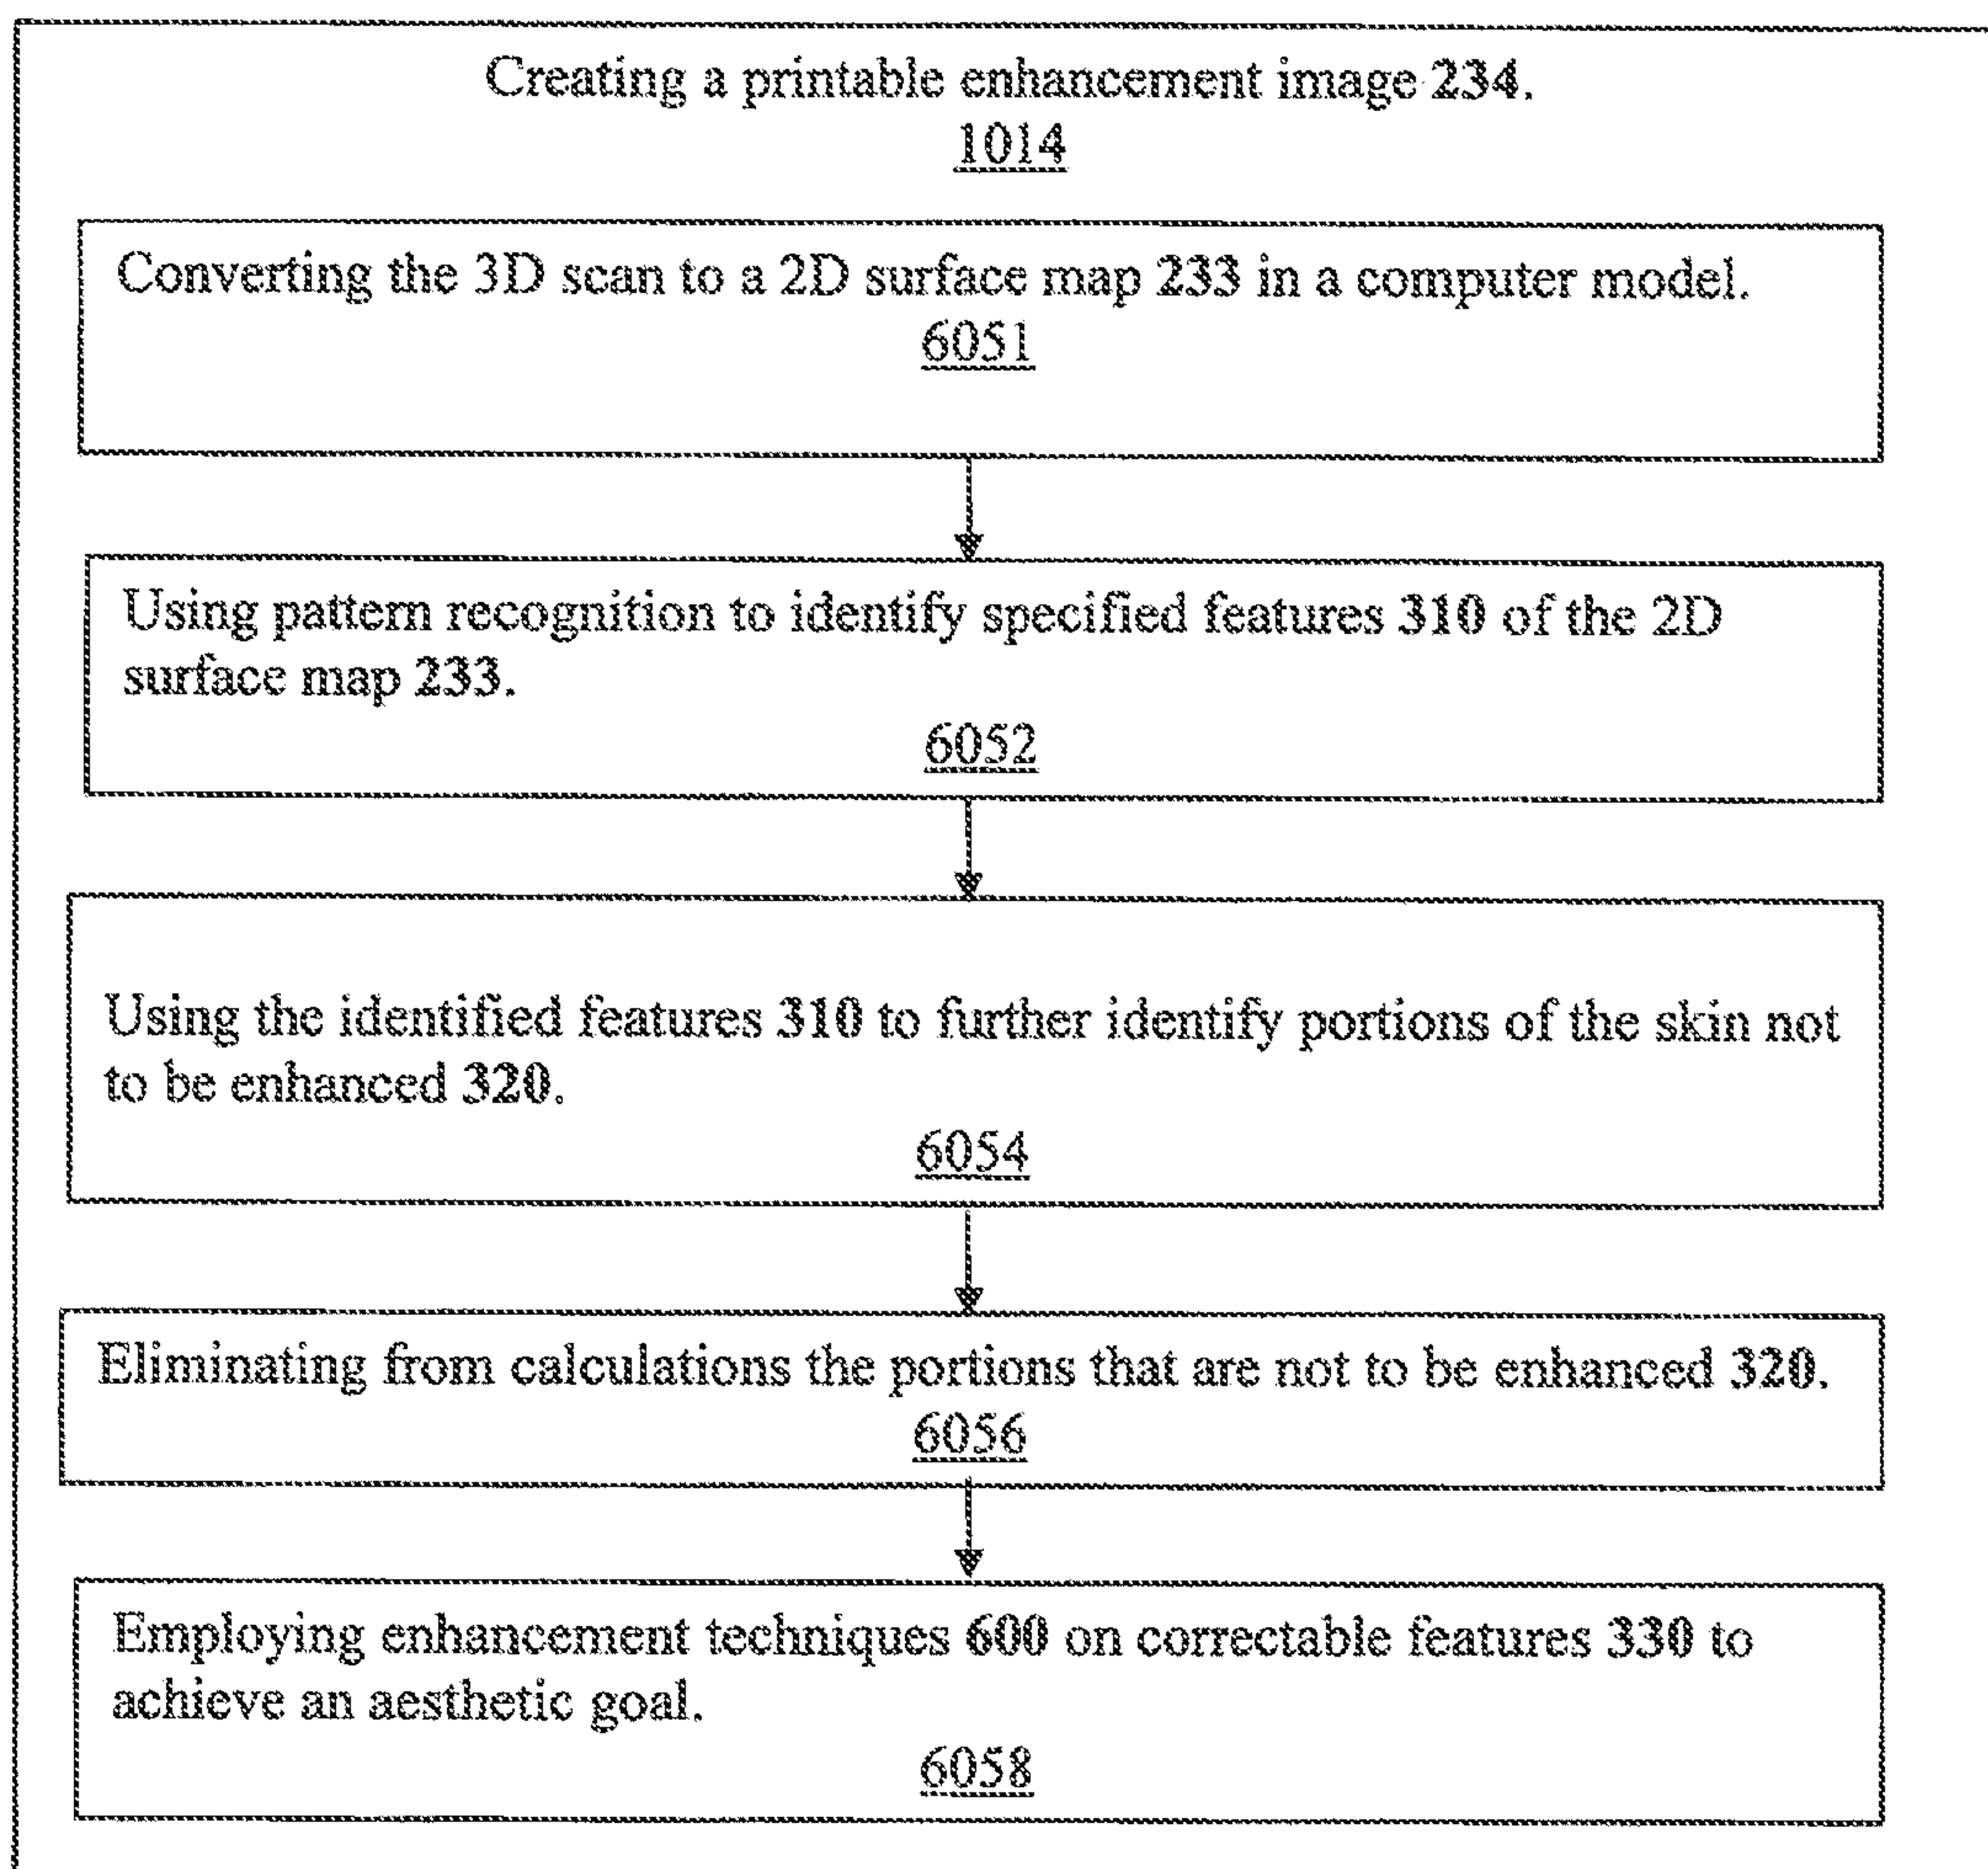 Creating a printable enhancement image 234.
1014
Converting the 3D scan to a 2D surface map 233 in a computer model.
6051
Using pattern recognition to identify specified features 310 of the 2D
surface map 233.
6052
Using the identified features 310 to further identify portions of the skin not
to be enhanced 320.
6054
Eliminating from calculations the portions that are not to be enhanced 320.
6056
Employing enhancement techniques 600 on correctable features 330 to
achieve an aesthetic goal.
6058